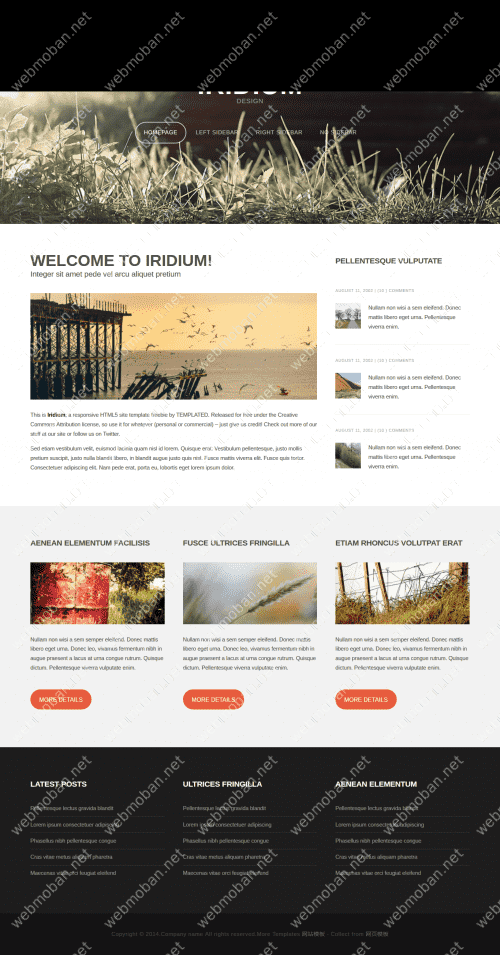 IRIDIUM
DESIGN
HOMEPAGE LEFT SIDEBAR RIGHT SIDEBAR NO SIDEBAR
WELCOME TO IRIDIUM!
Integer sit amet pede vel arcu aliquet pretium
This is Iridium, a responsive HTML5 site template freebie by TEMPLATED. Released for free under the Creative
Commons Attribution license, so use it for whatever (personal or commercial) – just give us credit! Check out more of our
stuff at our site or follow us on Twitter.
Sed etiam vestibulum velit, euismod lacinia quam nisl id lorem. Quisque erat. Vestibulum pellentesque, justo mollis
pretium suscipit, justo nulla blandit libero, in blandit augue justo quis nisl. Fusce mattis viverra elit. Fusce quis tortor.
Consectetuer adipiscing elit. Nam pede erat, porta eu, lobortis eget lorem ipsum dolor.
PELLENTESQUE VULPUTATE
AUGUST 11, 2002 | (10 ) COMMENTS
Nullam non wisi a sem eleifend. Donec
mattis libero eget urna. Pellentesque
viverra enim.
AUGUST 11, 2002 | (10 ) COMMENTS
Nullam non wisi a sem eleifend. Donec
mattis libero eget urna. Pellentesque
viverra enim.
AUGUST 11, 2002 | (10 ) COMMENTS
Nullam non wisi a sem eleifend. Donec
mattis libero eget urna. Pellentesque
viverra enim.
AENEAN ELEMENTUM FACILISIS
Nullam non wisi a sem semper eleifend. Donec mattis
libero eget urna. Donec leo, vivamus fermentum nibh in
augue praesent a lacus at urna congue rutrum. Quisque
dictum. Pellentesque viverra vulputate enim.
MORE DETAILS
FUSCE ULTRICES FRINGILLA
Nullam non wisi a sem semper eleifend. Donec mattis
libero eget urna. Donec leo, vivamus fermentum nibh in
augue praesent a lacus at urna congue rutrum. Quisque
dictum. Pellentesque viverra vulputate enim.
MORE DETAILS
ETIAM RHONCUS VOLUTPAT ERAT
Nullam non wisi a sem semper eleifend. Donec mattis
libero eget urna. Donec leo, vivamus fermentum nibh in
augue praesent a lacus at urna congue rutrum. Quisque
dictum. Pellentesque viverra vulputate enim.
MORE DETAILS
LATEST POSTS
Pellentesque lectus gravida blandit
Lorem ipsum consectetuer adipiscing
Phasellus nibh pellentesque congue
Cras vitae metus aliquam pharetra
Maecenas vitae orci feugiat eleifend
ULTRICES FRINGILLA
Pellentesque lectus gravida blandit
Lorem ipsum consectetuer adipiscing
Phasellus nibh pellentesque congue
Cras vitae metus aliquam pharetra
Maecenas vitae orci feugiat eleifend
AENEAN ELEMENTUM
Pellentesque lectus gravida blandit
Lorem ipsum consectetuer adipiscing
Phasellus nibh pellentesque congue
Cras vitae metus aliquam pharetra
Maecenas vitae orci feugiat eleifend
Copyright © 2014.Company name All rights reserved.More Templates 网站模板 - Collect from 网页模板
webmoban.net